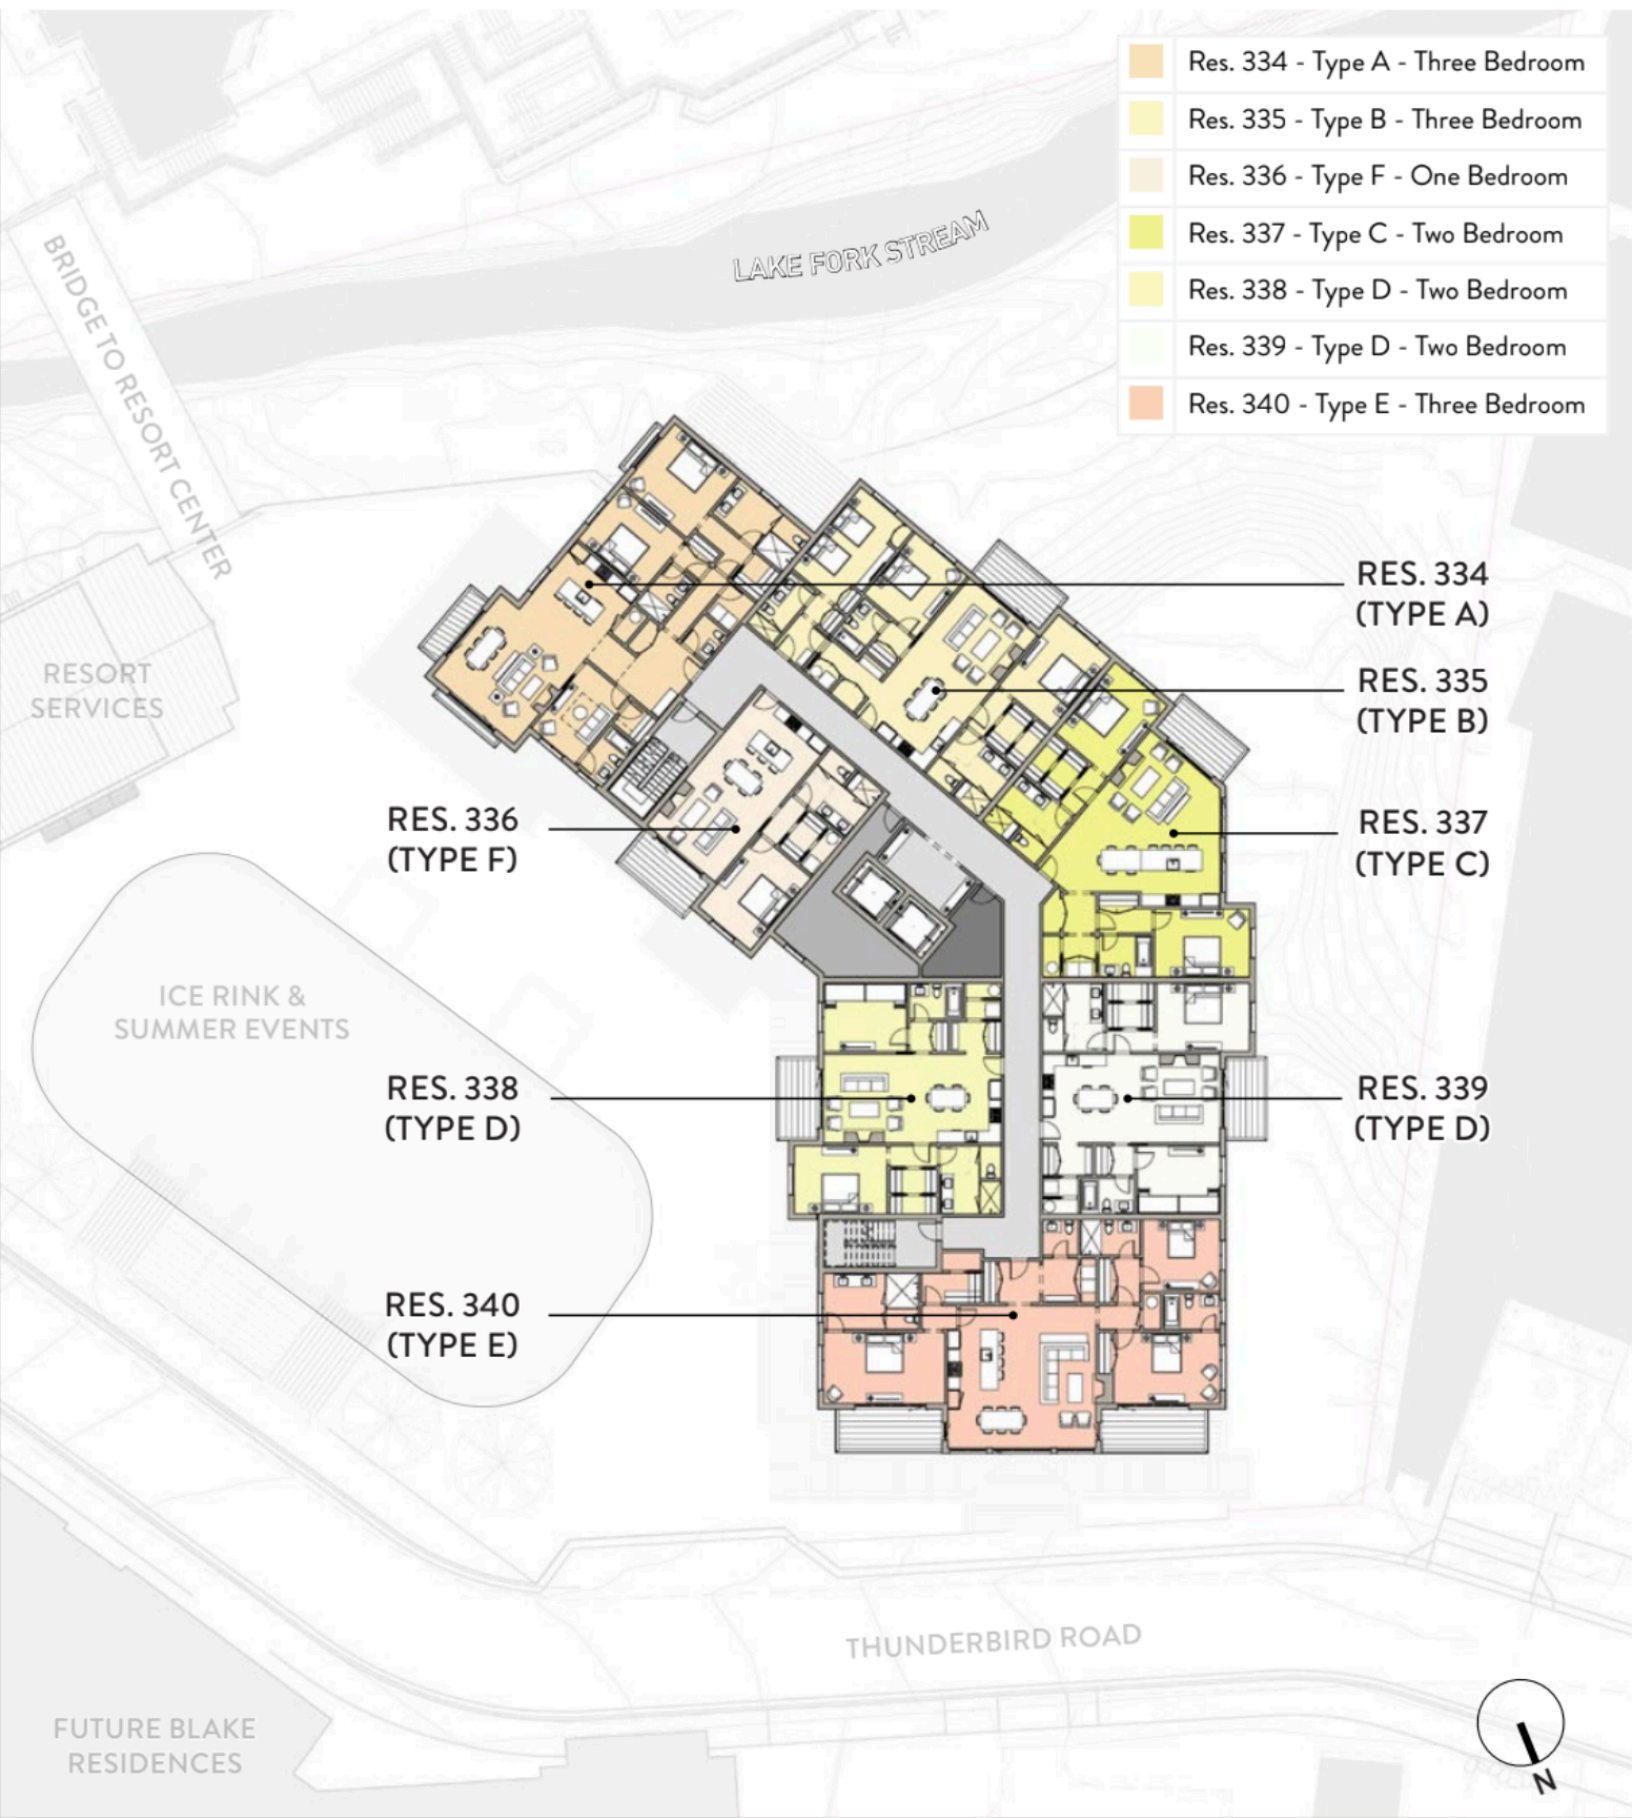 Res. 334 - Type A - Three Bedroom
Res. 335 - Type B - Three Bedroom
Res. 336 - Type F - One Bedroom
Res. 337 - Type C - Two Bedroom
Res. 338 - Type D - Two Bedroom
Res. 339 - Type D - Two Bedroom
Res. 340 - Type E - Three Bedroom
LAKE FORK STREAM
BRIDGE TO RESORT CENTER
RES. 334
(TYPE A)
RESORT
SERVICES
RES. 335
(TYPE B)
RES. 336
(TYPE F)
RES. 337
(TYPE C)
ICE RINK &
SUMMER EVENTS
RES. 338
(TYPE D)
RES. 339
(TYPE D)
RES. 340
(TYPE E)
THUNDERBIRD ROAD
FUTURE BLAKE
RESIDENCES
N